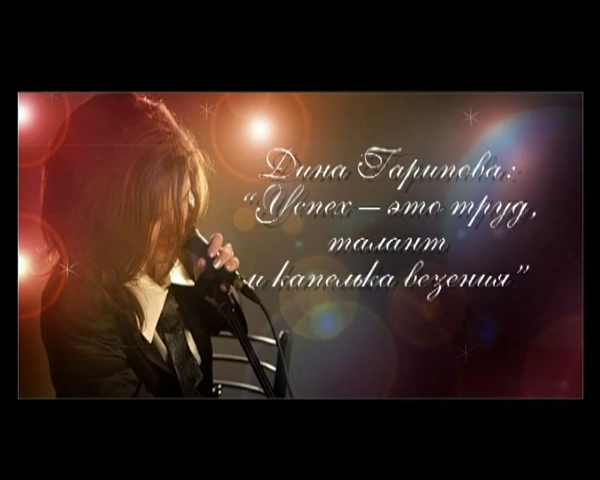 Дина Гарипова:
“Успех – это труд,
талант
и капелька везения”